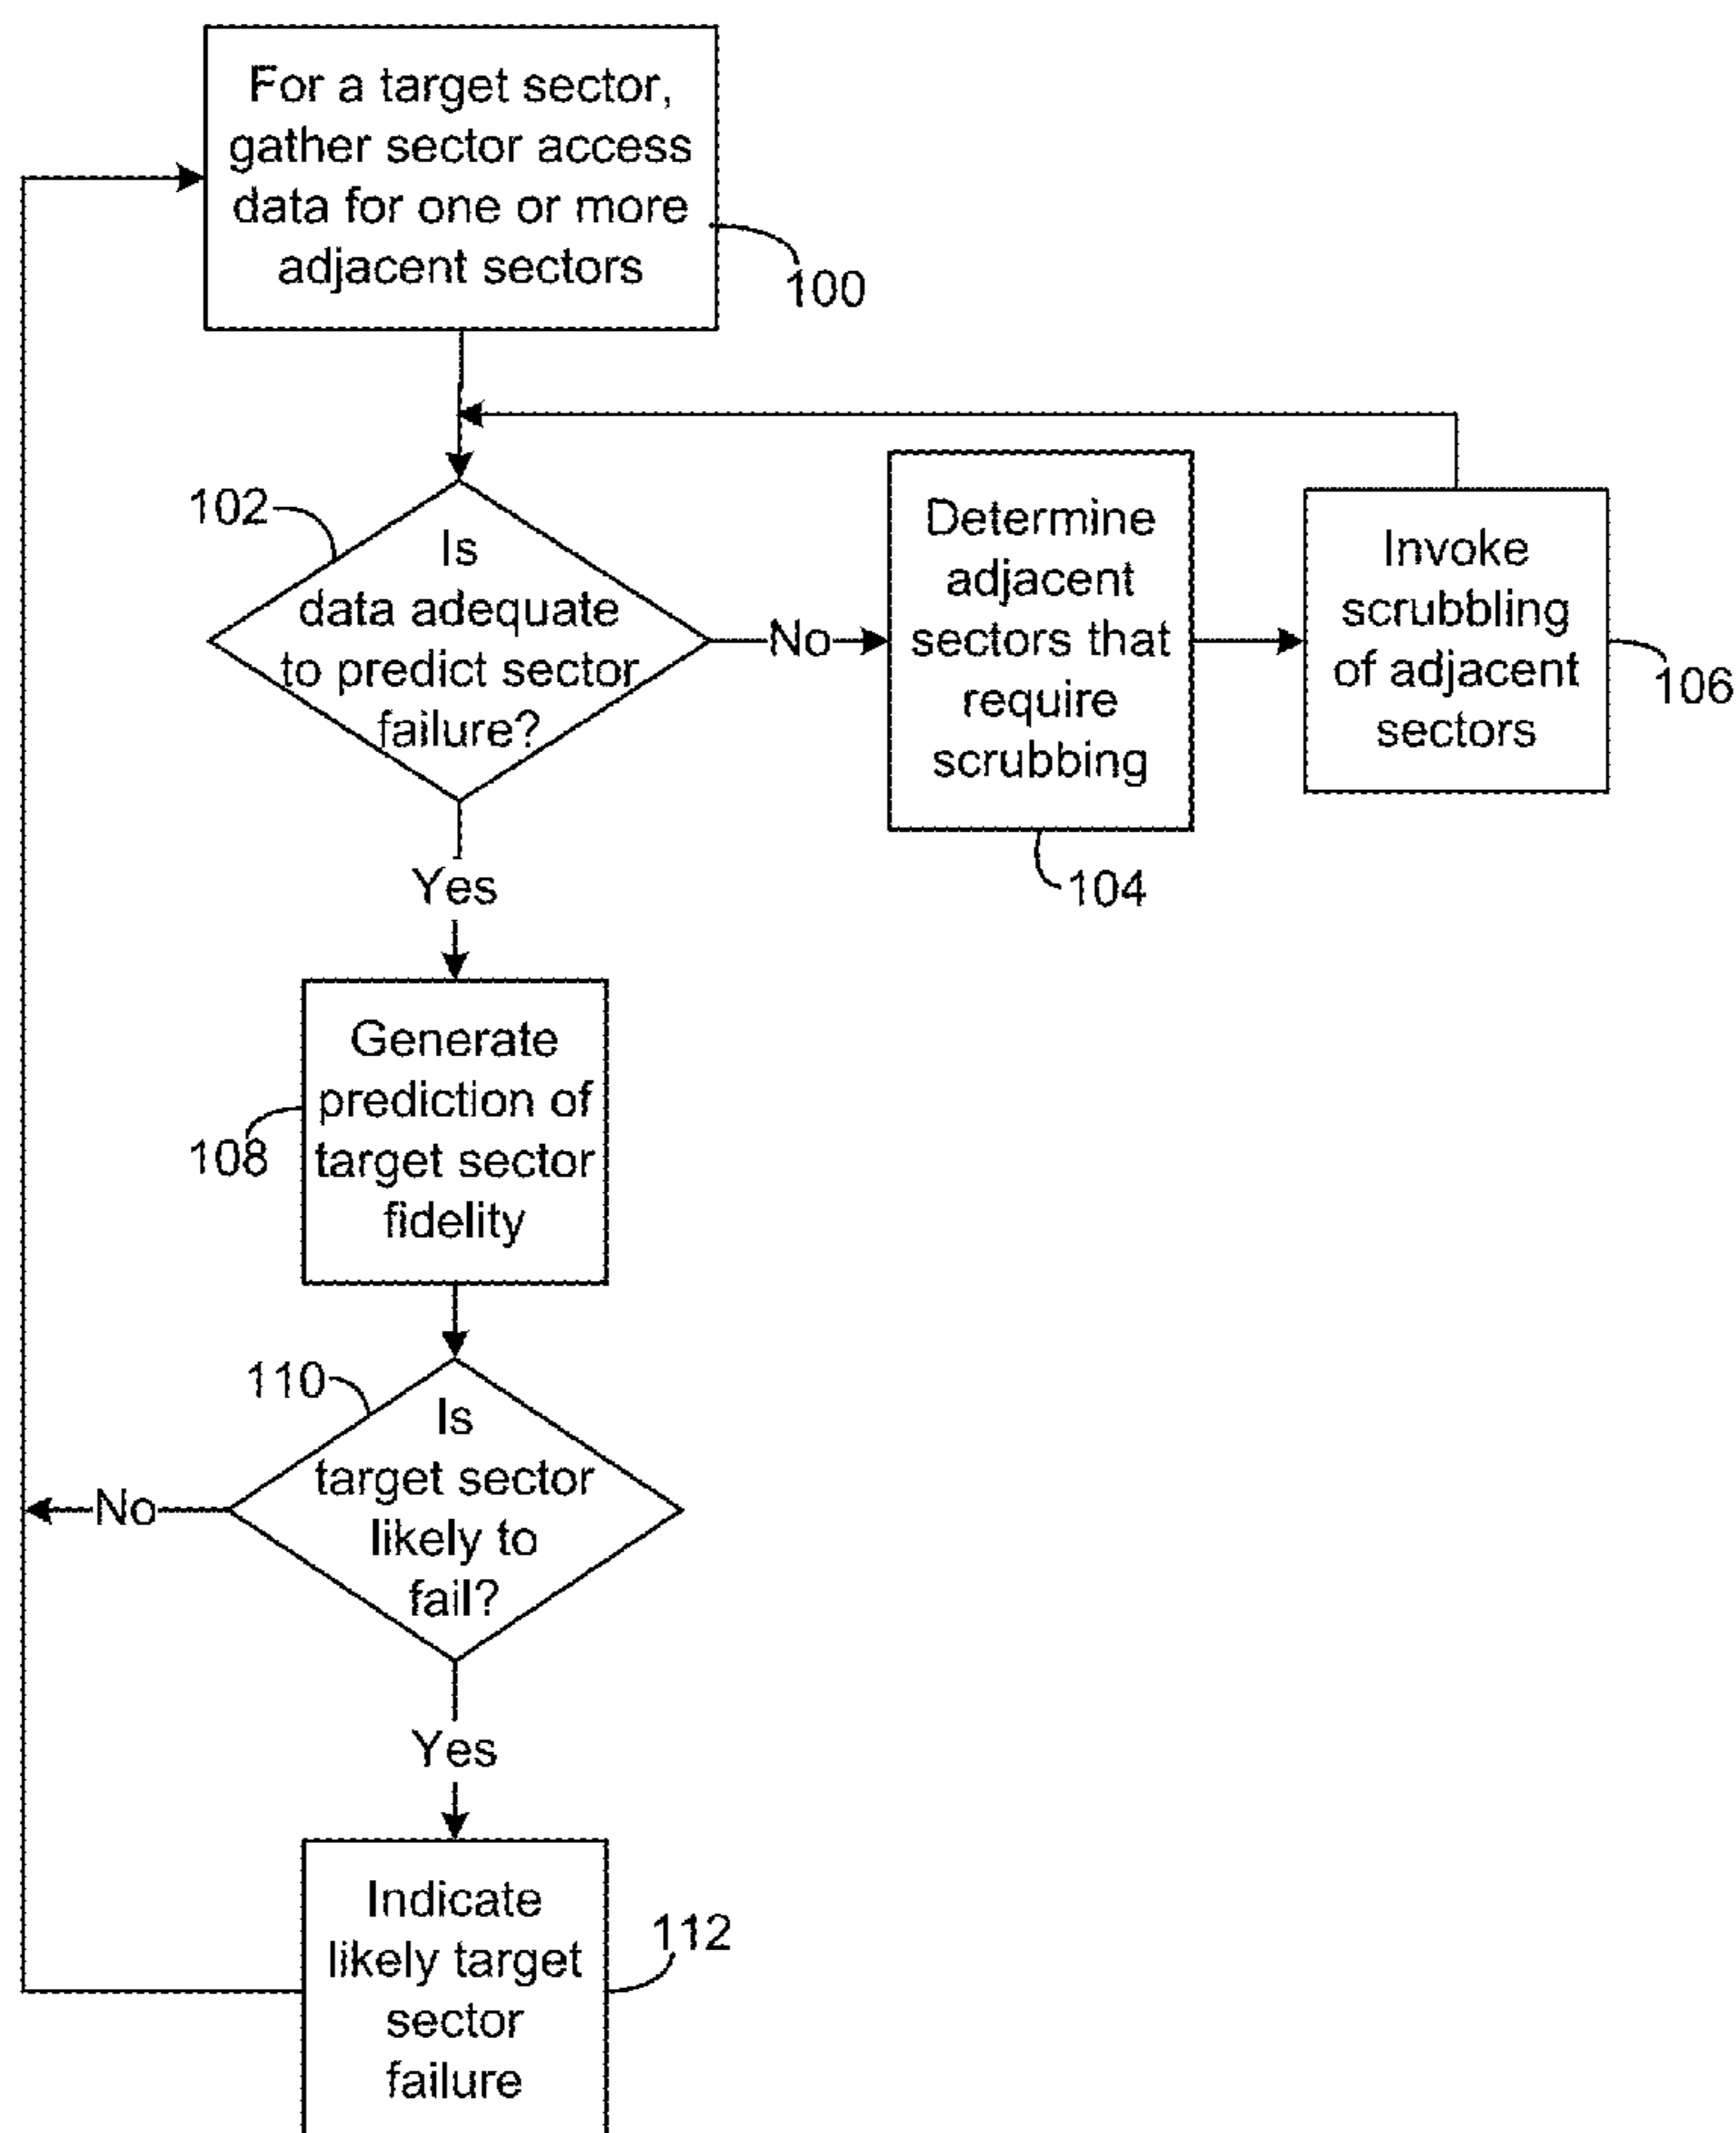 For a target sector,
gather sector access
data for one or more
adjacent sectors
100
102
Is
data adequate
to predict sector
failure?
No
Determine
adjacent
sectors that
require
scrubbing
104
Invoke
scrubbling
of adjacent
sectors
106
Yes
Generate
prediction of
target sector
fidelity
108
110
Is
target sector
likely to
fail?
No
Yes
Indicate
likely target
sector
failure
112